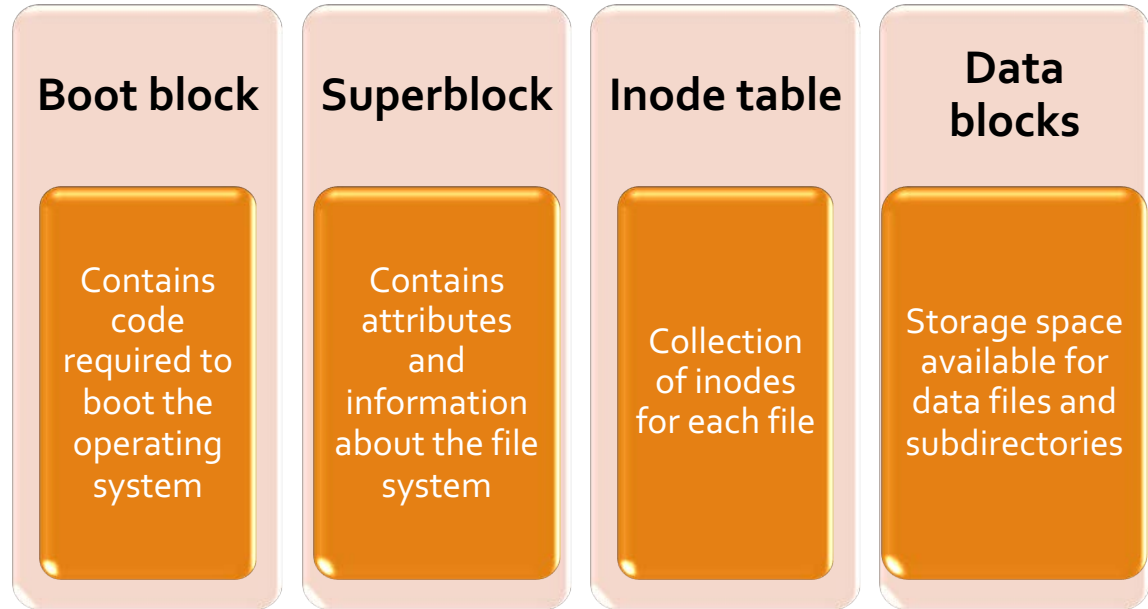 Boot block
Contains
code
required to
boot the
operating
system
Superblock
Contains
attributes
and
information
about the file
system
Inode table
Collection
of inodes
for each file
Data
blocks
Storage space
available for
data files and
subdirectories